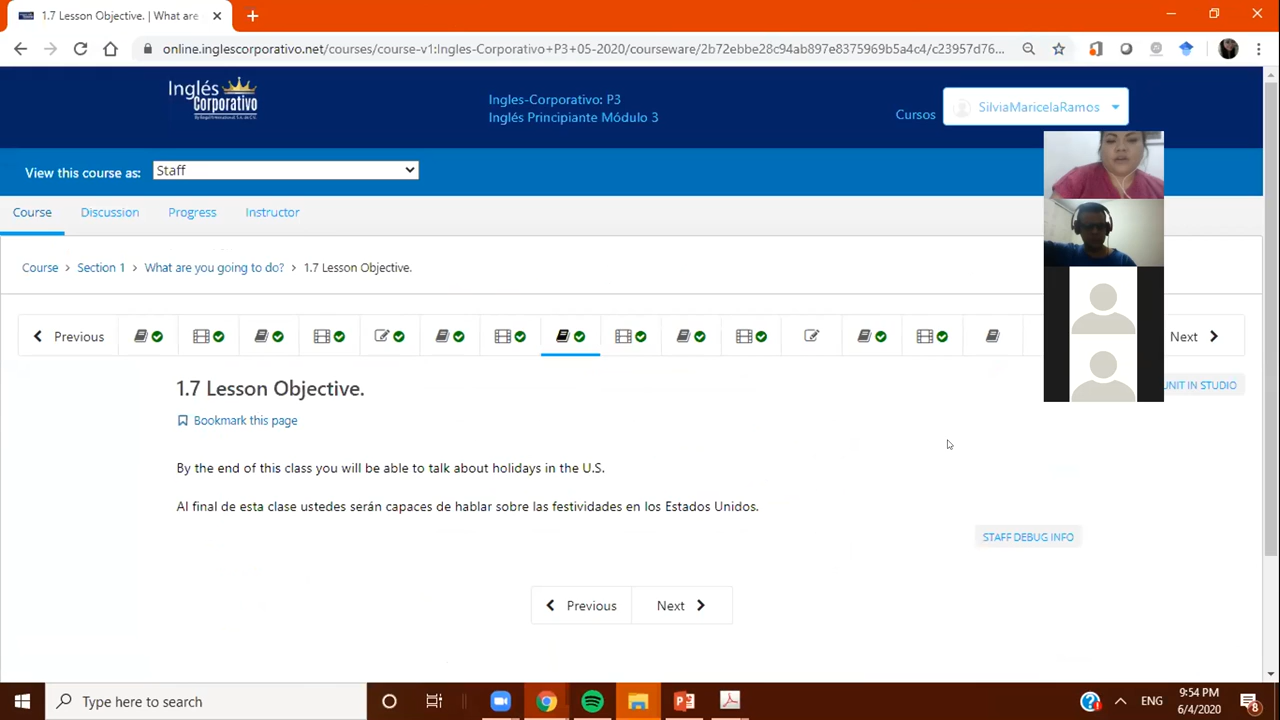 1.7 Lesson Objective. | What are
online.inglescorporativo.net/courses/course-v1:Ingles-Corporativo+P3+05-2020/courseware/2b72ebbe28c94ab897e8375969b5a4c4/c23957d76...
Inglés
Corporativo
Ingles-Corporativo: P3
Inglés Principiante Módulo 3
Cursos
SilviaMaricelaRamos
View this course as:
Staff
Course
Discussion
Progress
Instructor
Course > Section 1 > What are you going to do? > 1.7 Lesson Objective.
Previous
Next
UNIT IN STUDIO
1.7 Lesson Objective.
Bookmark this page
By the end of this class you will be able to talk about holidays in the U.S.
Al final de esta clase ustedes serán capaces de hablar sobre las festividades en los Estados Unidos.
STAFF DEBUG INFO
Previous
Next
Type here to search
ENG
9:54 PM
6/4/2020
8